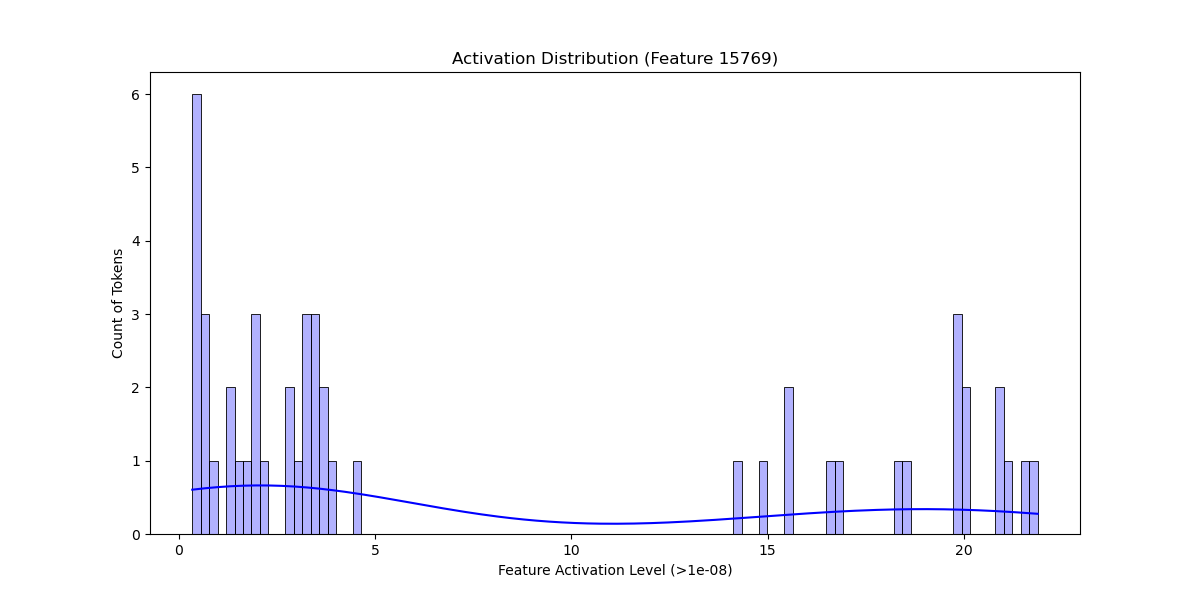 Activation Distribution (Feature 15769)
6
5
4
3
2
1
0
Count of Tokens
0 5 10 15 20
Feature Activation Level (>1e-08)